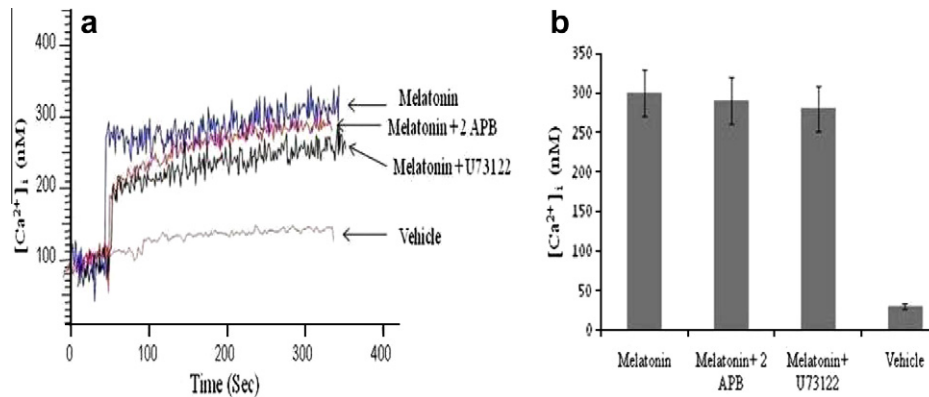 a
450
400
300
200
100
[Ca²⁺]ᵢ (nM)
0 100 200 300 400
Time (Sec)
Melatonin
Melatonin+2 APB
Melatonin+U73122
Vehicle
b
350
300
250
200
150
100
50
0
[Ca²⁺]ᵢ (nM)
Melatonin
Melatonin+ 2
APB
Melatonin+
U73122
Vehicle